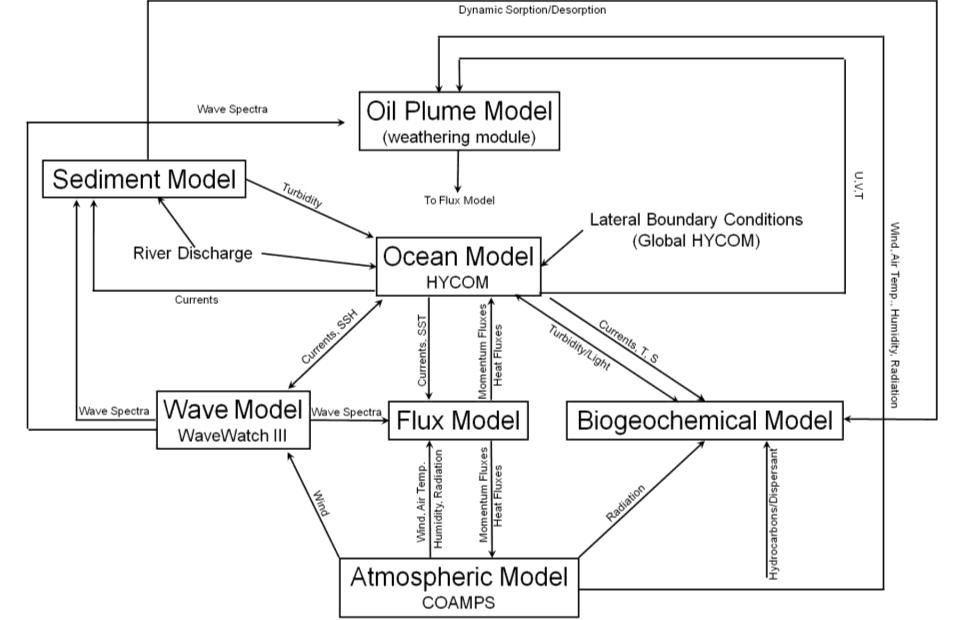 Dynamic Sorption/Desorption
Wave Spectra
Oil Plume Model
(weathering module)
Sediment Model
Turbidity
To Flux Model
U,V,T
Lateral Boundary Conditions
(Global HYCOM)
River Discharge
Ocean Model
HYCOM
Wind, Air Temp., Humidity, Radiation
Currents
Currents, SSH
Currents, SST
Momentum Fluxes
Heat Fluxes
Currents, T, S
Turbidity/Light
Wave Spectra
Wave Model
WaveWatch III
Wave Spectra
Flux Model
Biogeochemical Model
Wind
Wind, Air Temp.
Humidity, Radiation
Momentum Fluxes
Heat Fluxes
Radiation
Hydrocarbons/Dispersant
Atmospheric Model
COAMPS